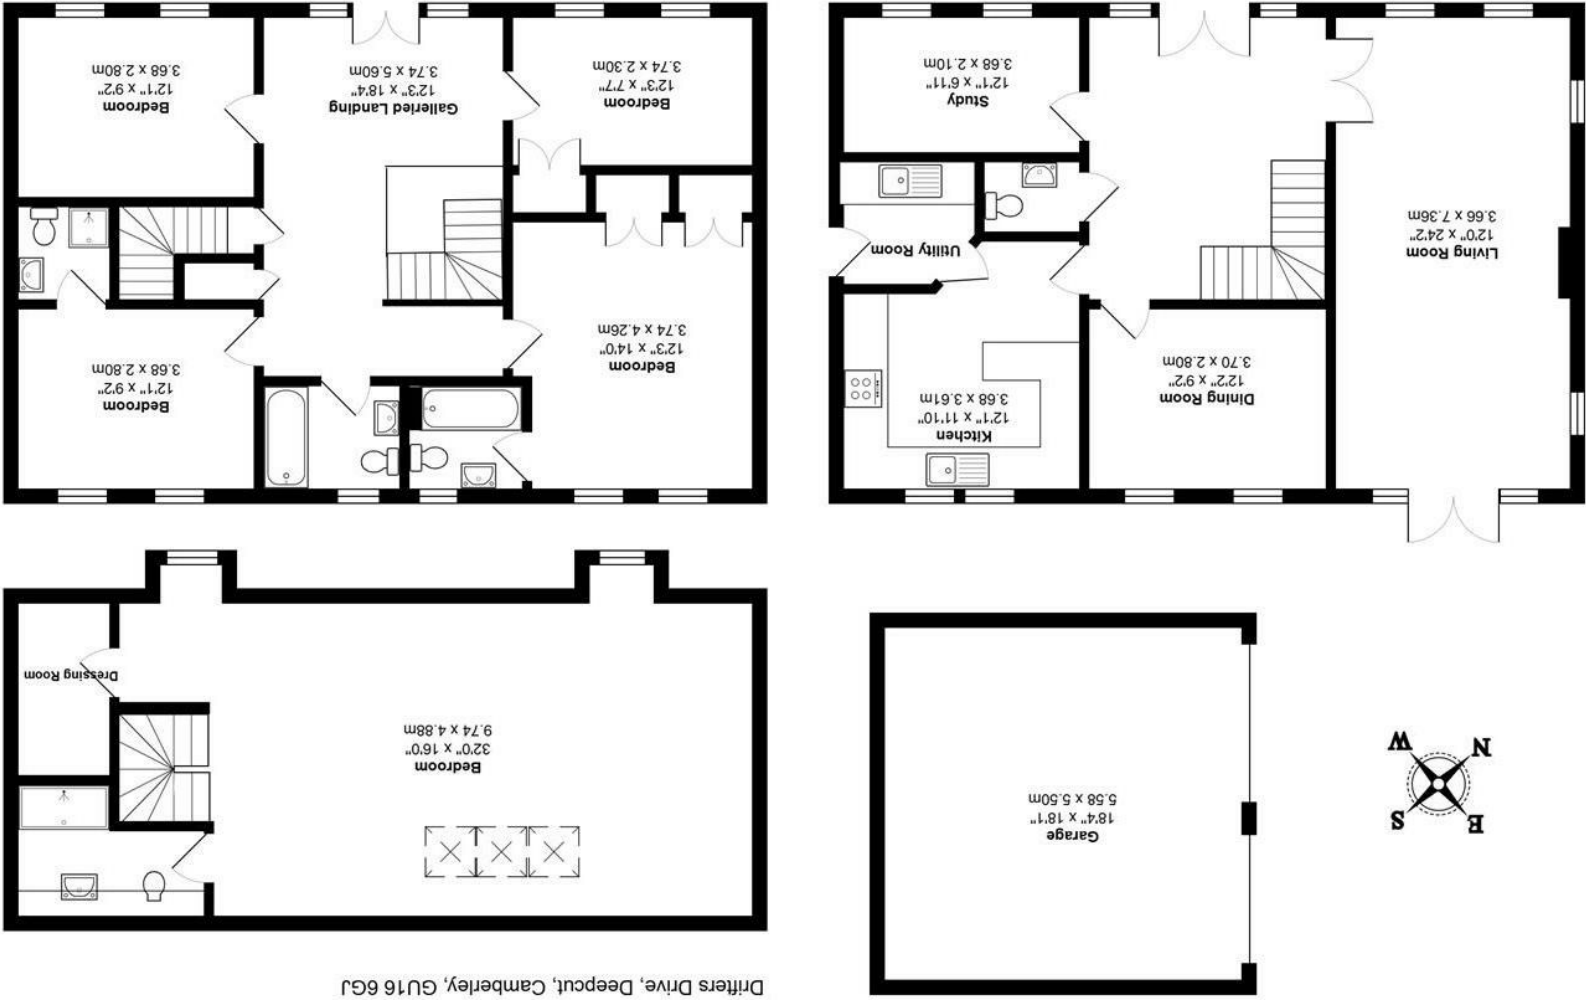 Drifters Drive, Deepcut, Camberley, GU16 6GJ
E
S
N
W
Garage
18'4" x 18'1"
5.58 x 5.50m
Bedroom
32'0" x 16'0"
9.74 x 4.88m
Dressing Room
Living Room
12'0" x 24'2"
3.66 x 7.36m
Dining Room
12'2" x 9'2"
3.70 x 2.80m
Kitchen
12'1" x 11'10"
3.68 x 3.61m
Utility Room
Study
12'1" x 6'11"
3.68 x 2.10m
Bedroom
12'3" x 14'0"
3.74 x 4.26m
Bedroom
12'1" x 9'2"
3.68 x 2.80m
Bedroom
12'3" x 7'7"
3.74 x 2.30m
Galleried Landing
12'3" x 18'4"
3.74 x 5.60m
Bedroom
12'1" x 9'2"
3.68 x 2.80m